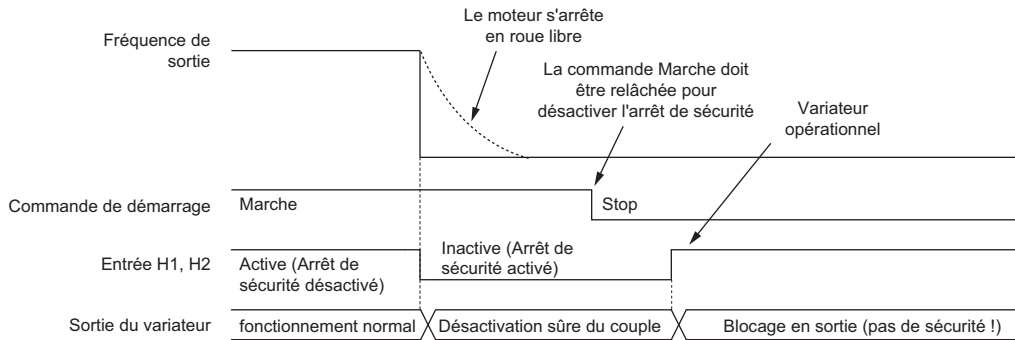 Le moteur s'arrête
en roue libre
Fréquence de
sortie
La commande Marche doit
être relâchée pour
désactiver l'arrêt de sécurité
Variateur
opérationnel
Commande de démarrage
Marche
Stop
Entrée H1, H2
Active (Arrêt de
sécurité désactivé)
Inactive (Arrêt de
sécurité activé)
Sortie du variateur
fonctionnement normal
Désactivation sûre du couple
Blocage en sortie (pas de sécurité !)